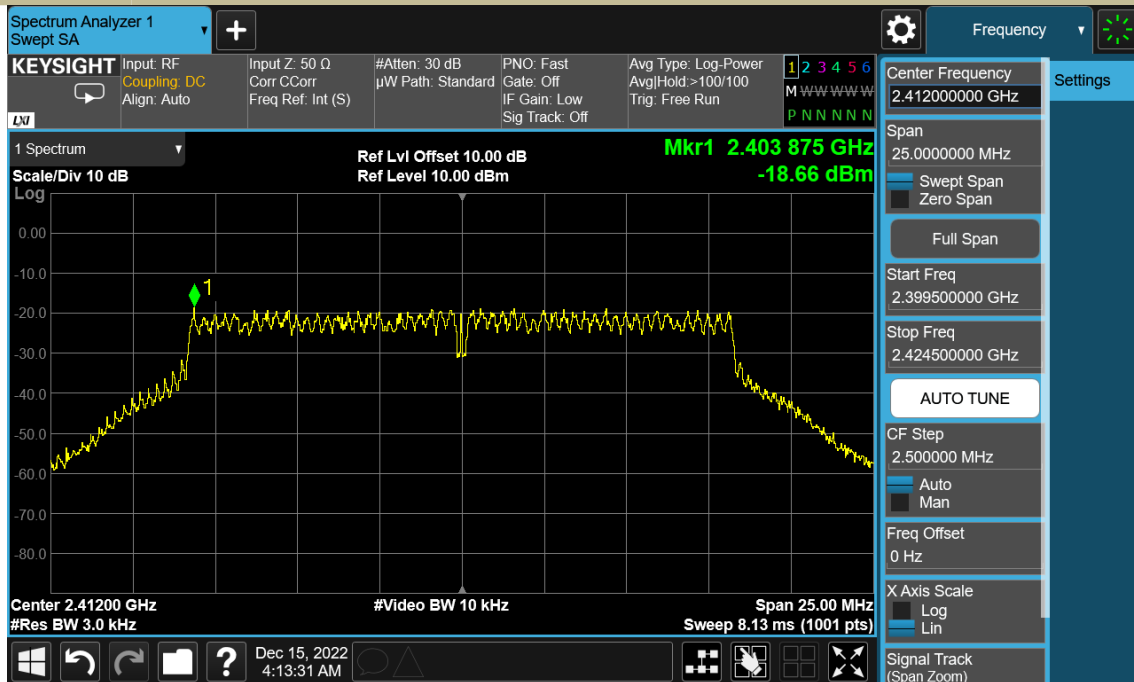 Spectrum Analyzer 1
Swept SA
Frequency
KEYSIGHT
LXI
Input: RF
Coupling: DC
Align: Auto
Input Z: 50 Ω
Corr CCorr
Freq Ref: Int (S)
#Atten: 30 dB
µW Path: Standard
PNO: Fast
Gate: Off
IF Gain: Low
Sig Track: Off
Avg Type: Log-Power
Avg|Hold:>100/100
Trig: Free Run
1 2 3 4 5 6
M W W W W W
P N N N N N
1 Spectrum
Scale/Div 10 dB
Log
Ref Lvl Offset 10.00 dB
Ref Level 10.00 dBm
Mkr1 2.403 875 GHz
-18.66 dBm
0.00
-10.0
1
-20.0
-30.0
-40.0
-50.0
-60.0
-70.0
-80.0
Center 2.41200 GHz
#Video BW 10 kHz
Span 25.00 MHz
#Res BW 3.0 kHz
Sweep 8.13 ms (1001 pts)
?
Dec 15, 2022
4:13:31 AM
Center Frequency
2.412000000 GHz
Settings
Span
25.0000000 MHz
Swept Span
Zero Span
Full Span
Start Freq
2.399500000 GHz
Stop Freq
2.424500000 GHz
AUTO TUNE
CF Step
2.500000 MHz
Auto
Man
Freq Offset
0 Hz
X Axis Scale
Log
Lin
Signal Track
(Span Zoom)